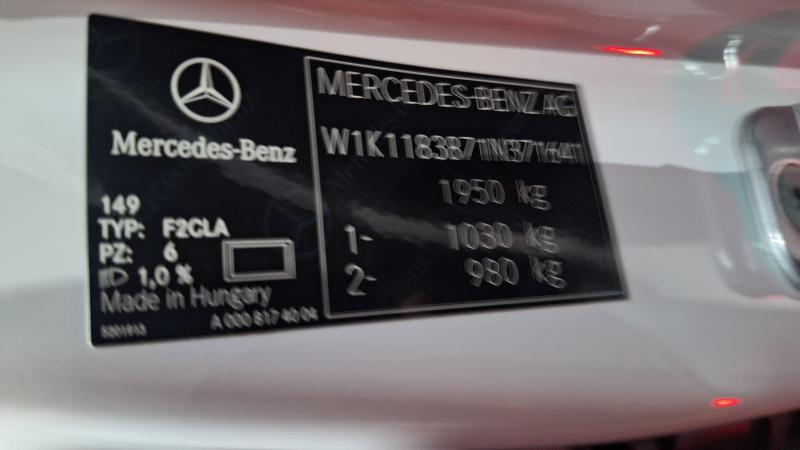 Mercedes-Benz
149
TYP: F2CLA
PZ: 6
1,0 %
Made in Hungary
A 000 817 40 04
MERCEDES-BENZ AG
1950 kg
1- 1030 kg
2- 980 kg